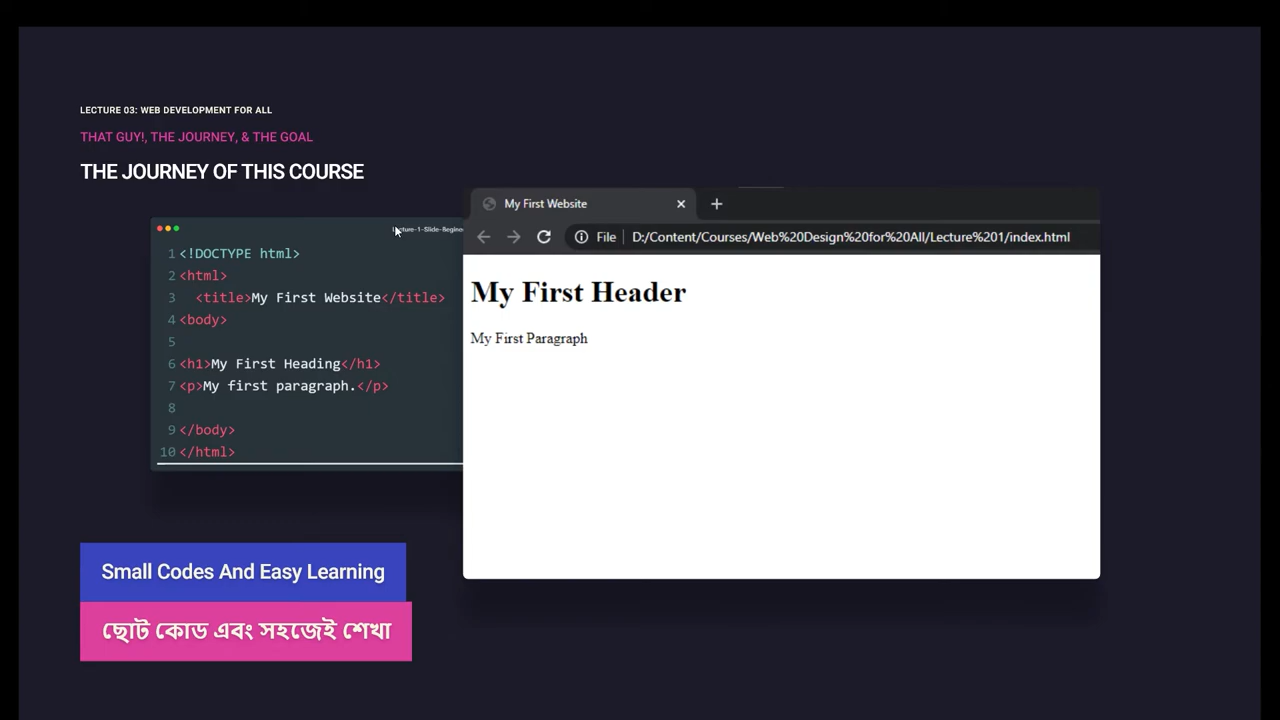 LECTURE 03: WEB DEVELOPMENT FOR ALL
THAT GUY!, THE JOURNEY, & THE GOAL
THE JOURNEY OF THIS COURSE
1 <!DOCTYPE html>
2 <html>
3 <title>My First Website</title>
4 <body>
5
6 <h1>My First Heading</h1>
7 <p>My first paragraph.</p>
8
9 </body>
10 </html>
My First Website
File D:/Content/Courses/Web%20Design%20for%20All/Lecture%201/index.html
My First Header
My First Paragraph
Small Codes And Easy Learning
ছোট কোড এবং সহজেই শেখা